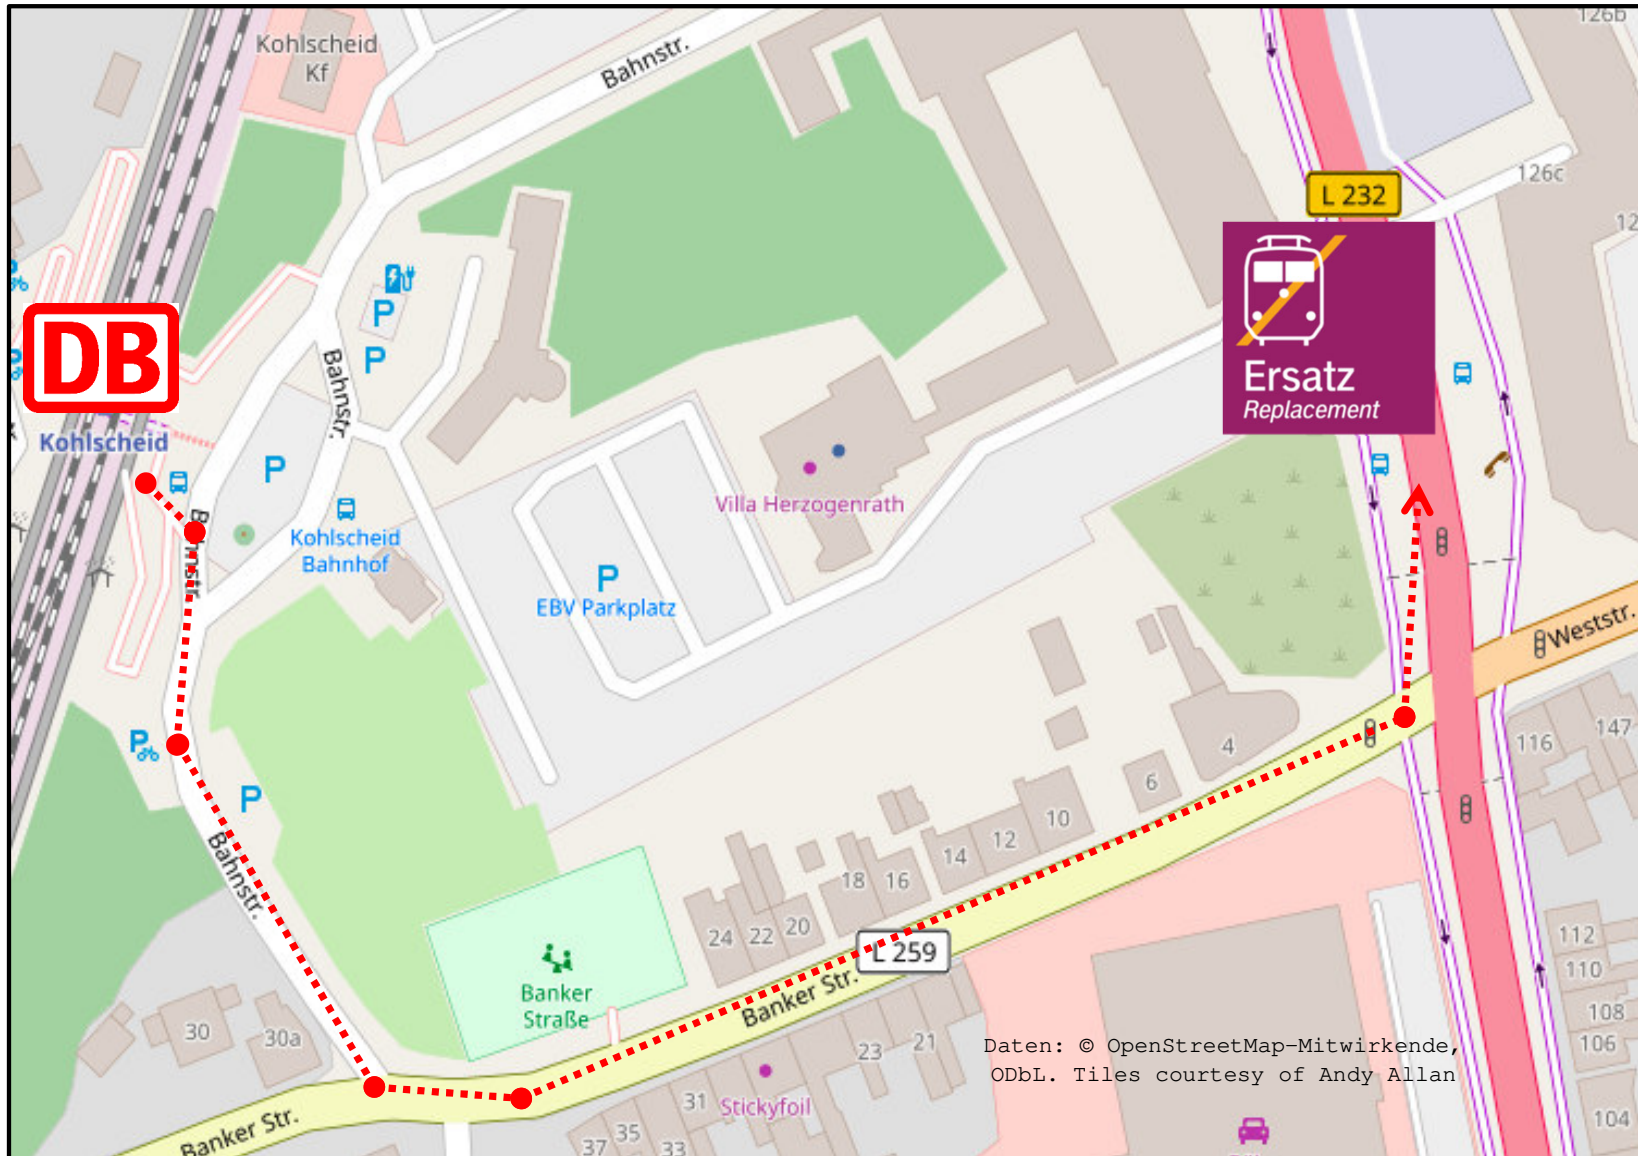 126b
Kohlscheid
Kf
Bahnstr.
126c
L 232
12
P
P
DB
Bahnstr.
Ersatz
Replacement
Kohlscheid
P
Villa Herzogenrath
Bahnstr.
Kohlscheid
Bahnhof
P
EBV Parkplatz
Weststr.
P
P
4
116
147
6
10
12
14
Bahnstr.
18
16
20
22
24
L 259
112
110
Banker
Straße
Banker Str.
108
30
30a
23
21
106
Daten: © OpenStreetMap-Mitwirkende,
ODbL. Tiles courtesy of Andy Allan
31
Stickyfoil
Banker Str.
35
37
33
104